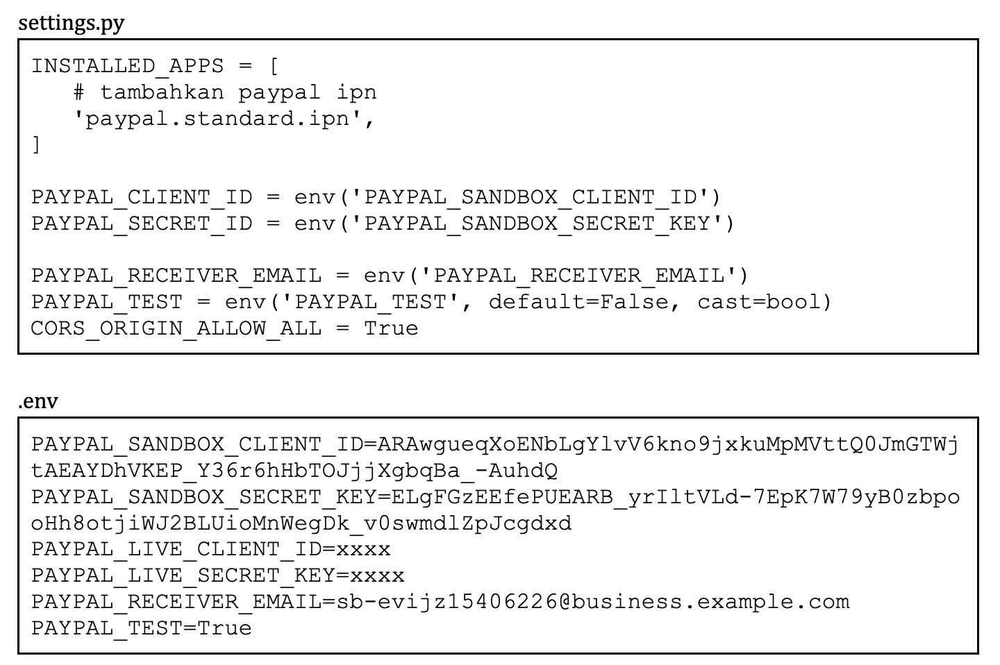 settings.py
INSTALLED_APPS = [
   # tambahkan paypal ipn
   'paypal.standard.ipn',
]
PAYPAL_CLIENT_ID = env('PAYPAL_SANDBOX_CLIENT_ID')
PAYPAL_SECRET_ID = env('PAYPAL_SANDBOX_SECRET_KEY')
PAYPAL_RECEIVER_EMAIL = env('PAYPAL_RECEIVER_EMAIL')
PAYPAL_TEST = env('PAYPAL_TEST', default=False, cast=bool)
CORS_ORIGIN_ALLOW_ALL = True
.env
PAYPAL_SANDBOX_CLIENT_ID=ARAwgueqXoENbLgYlvV6kno9jxkuMpMVttQ0JmGTWj
tAEAYDhVKEP_Y36r6hHbTOJjjXgbqBa_-AuhdQ
PAYPAL_SANDBOX_SECRET_KEY=ELgFGzEEfePUEARB_yrIltVLd-7EpK7W79yB0zbpo
oHh8otjiWJ2BLUioMnWegDk_v0swmdlZpJcgdxd
PAYPAL_LIVE_CLIENT_ID=xxxx
PAYPAL_LIVE_SECRET_KEY=xxxx
PAYPAL_RECEIVER_EMAIL=sb-evijz15406226@business.example.com
PAYPAL_TEST=True